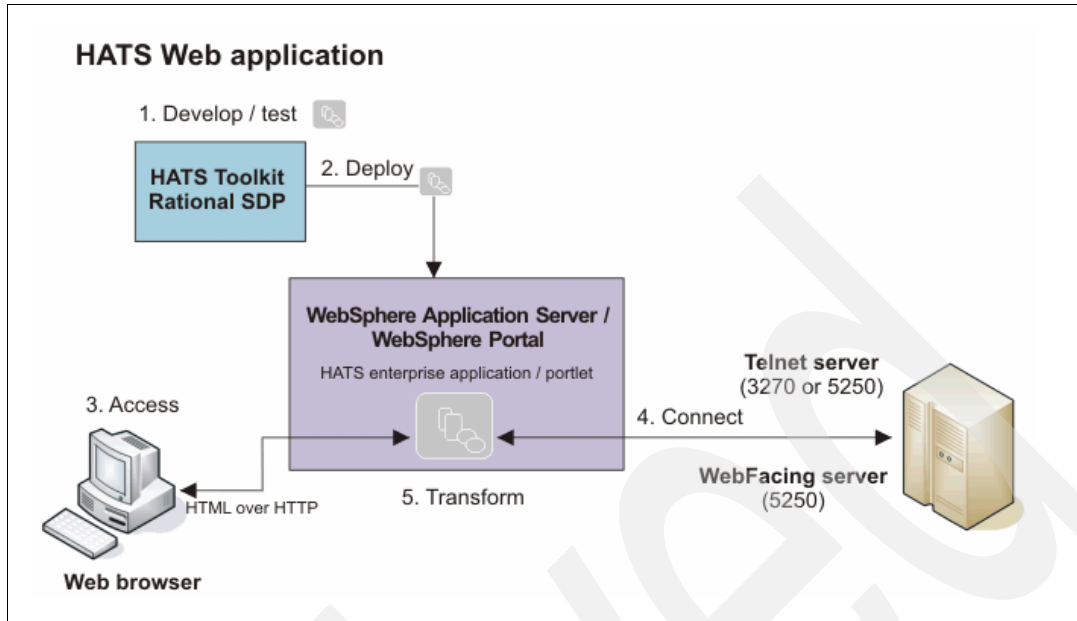 HATS Web application
1. Develop / test
HATS Toolkit
Rational SDP
2. Deploy
WebSphere Application Server /
WebSphere Portal
HATS enterprise application / portlet
3. Access
HTML over HTTP
Web browser
4. Connect
5. Transform
Telnet server
(3270 or 5250)
WebFacing server
(5250)